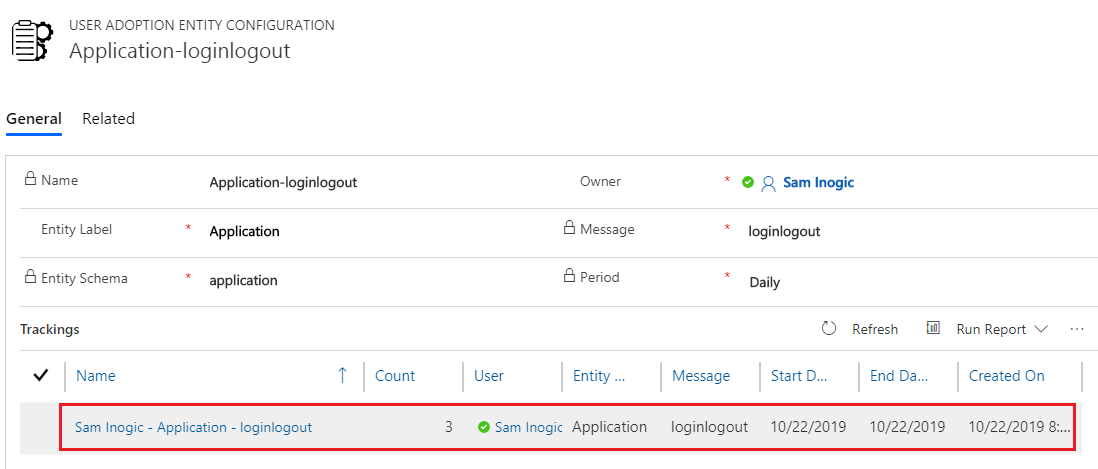 USER ADOPTION ENTITY CONFIGURATION
Application-loginlogout
General Related
Name Application-loginlogout Owner * Sam Inogic
Entity Label * Application Message * loginlogout
Entity Schema * application Period * Daily
Trackings Refresh Run Report ...
Name Count User Entity ... Message Start D... End Da... Created On
Sam Inogic - Application - loginlogout 3 Sam Inogic Application loginlogout 10/22/2019 10/22/2019 10/22/2019 8:...